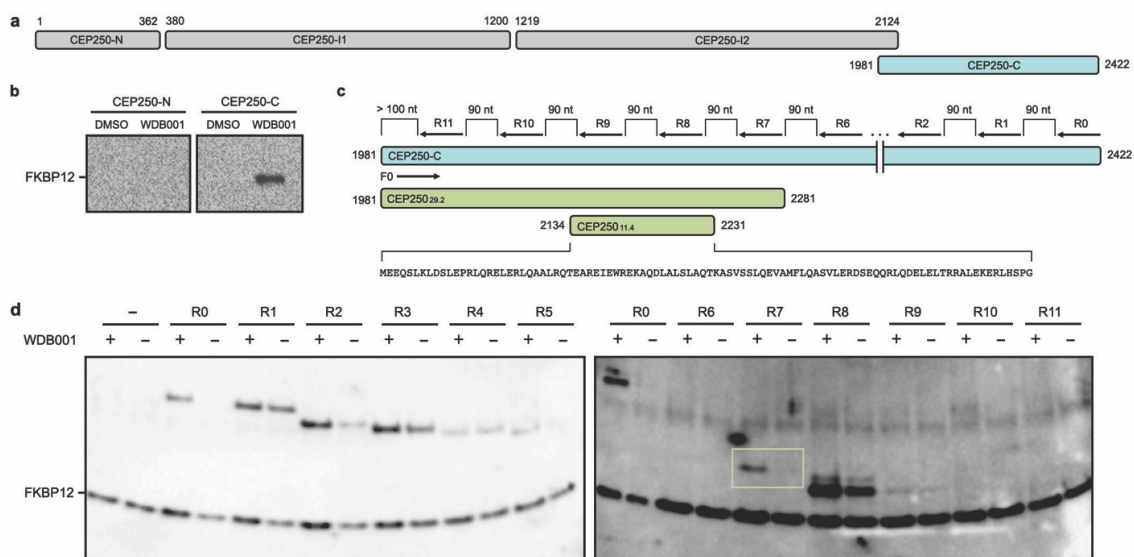 a
1 362 380 1200 1219 2124
CEP250-N CEP250-I1 CEP250-I2
1981 CEP250-C 2422
b
CEP250-N CEP250-C
DMSO WDB001 DMSO WDB001
FKBP12
c
> 100 nt 90 nt 90 nt 90 nt 90 nt 90 nt 90 nt 90 nt
R11 R10 R9 R8 R7 R6 ... R2 R1 R0
1981 CEP250-C 2422
F0
1981 CEP250 29.2 2281
2134 CEP250 11.4 2231
MEEQSLKLDSLEPRLQRELERLQAALRQTEAREIEWREKAQDLALSLAQTKASVSSLQEVAMFLQASVLERDSEQQRLQDELELTRRALEKERLHSPG
d
– R0 R1 R2 R3 R4 R5 R0 R6 R7 R8 R9 R10 R11
WDB001 + – + – + – + – + – + – + – + – + – + – + – + – + – + –
FKBP12